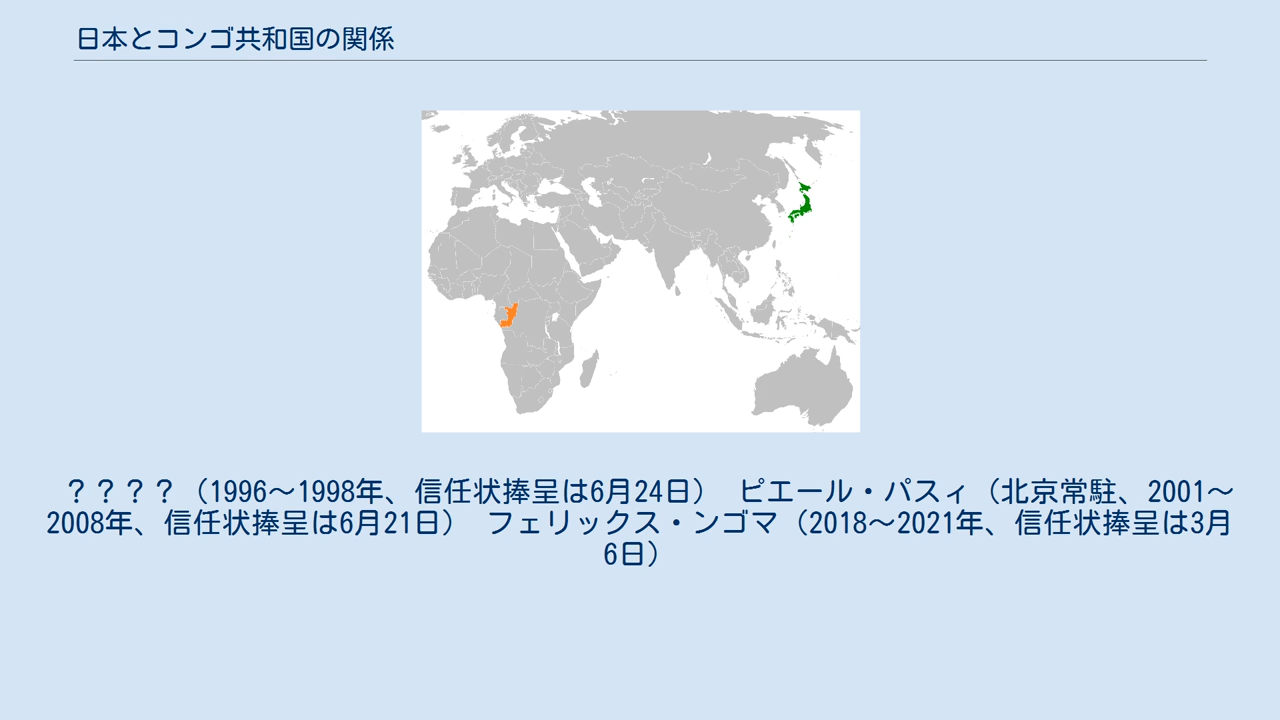 日本とコンゴ共和国の関係
？？？？（1996～1998年、信任状捧呈は6月24日）　ピエール・パスィ（北京常駐、2001～
2008年、信任状捧呈は6月21日）　フェリックス・ンゴマ（2018～2021年、信任状捧呈は3月
6日）